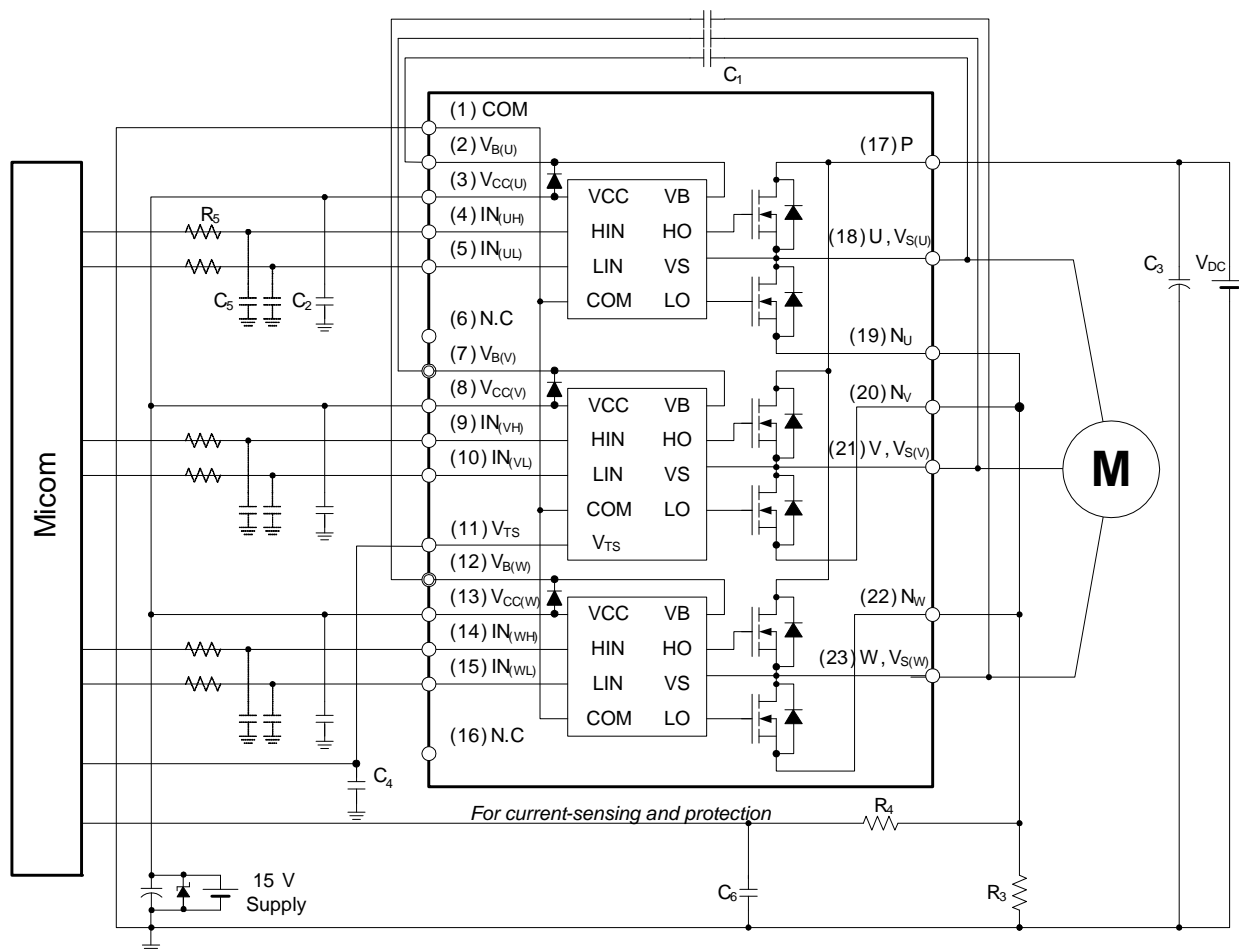 C1
(1) COM
(2) VB(U)
(3) VCC(U)
(4) IN(UH)
(5) IN(UL)
(6) N.C
(7) VB(V)
(8) VCC(V)
(9) IN(VH)
(10) IN(VL)
(11) VTS
(12) VB(W)
(13) VCC(W)
(14) IN(WH)
(15) IN(WL)
(16) N.C
VCC VB
HIN HO
LIN VS
COM LO
VCC VB
HIN HO
LIN VS
COM LO
VTS
VCC VB
HIN HO
LIN VS
COM LO
(17) P
(18) U, VS(U)
(19) NU
(20) NV
(21) V, VS(V)
(22) NW
(23) W, VS(W)
Micom
R5
C5
C2
C4
C3
VDC
M
For current-sensing and protection
R4
15 V
Supply
C6
R3